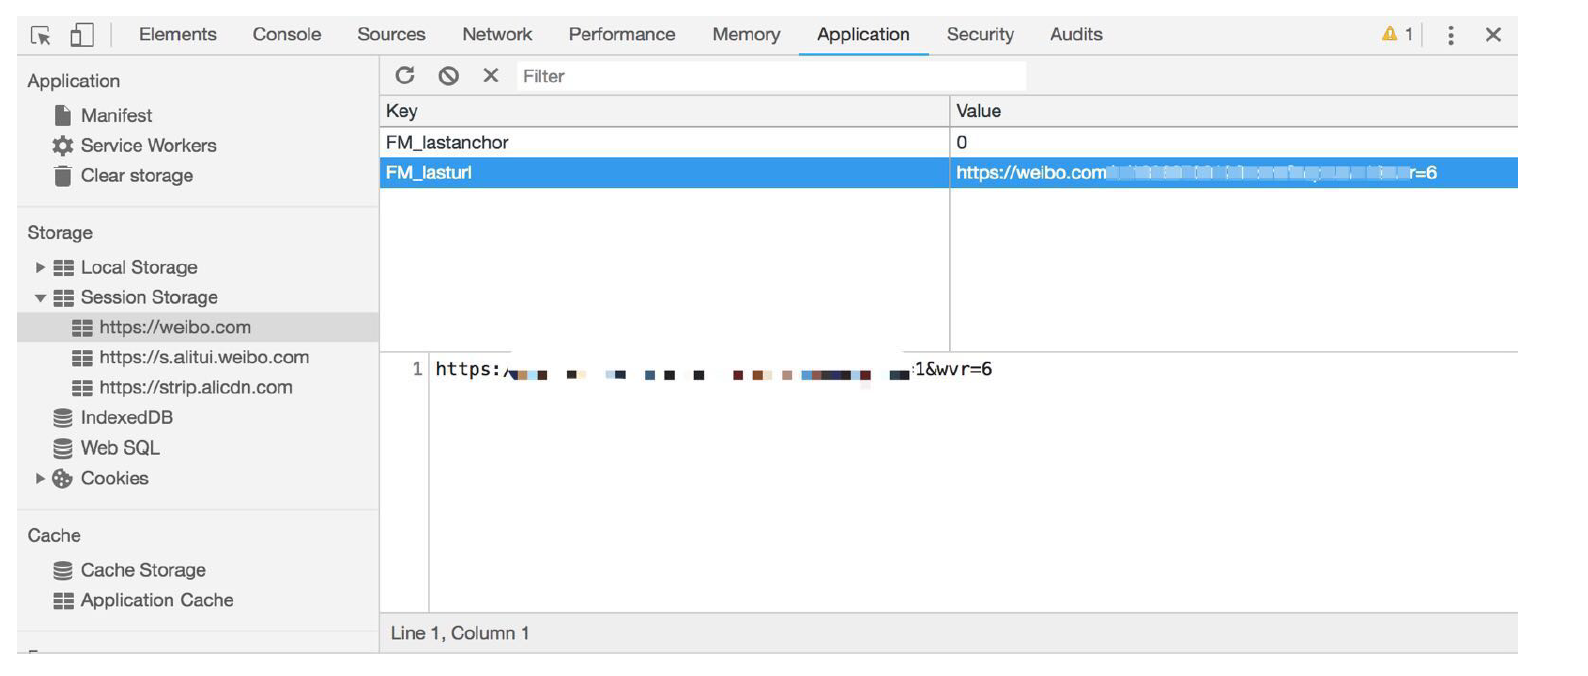 Elements Console Sources Network Performance Memory Application Security Audits 1
Application
Manifest
Service Workers
Clear storage
Storage
Local Storage
Session Storage
https://weibo.com
https://s.alitui.weibo.com
https://strip.alicdn.com
IndexedDB
Web SQL
Cookies
Cache
Cache Storage
Application Cache
Filter
Key Value
FM_lastanchor 0
FM_lasturl https://weibo.com r=6
1 https:/ =1&wvr=6
Line 1, Column 1